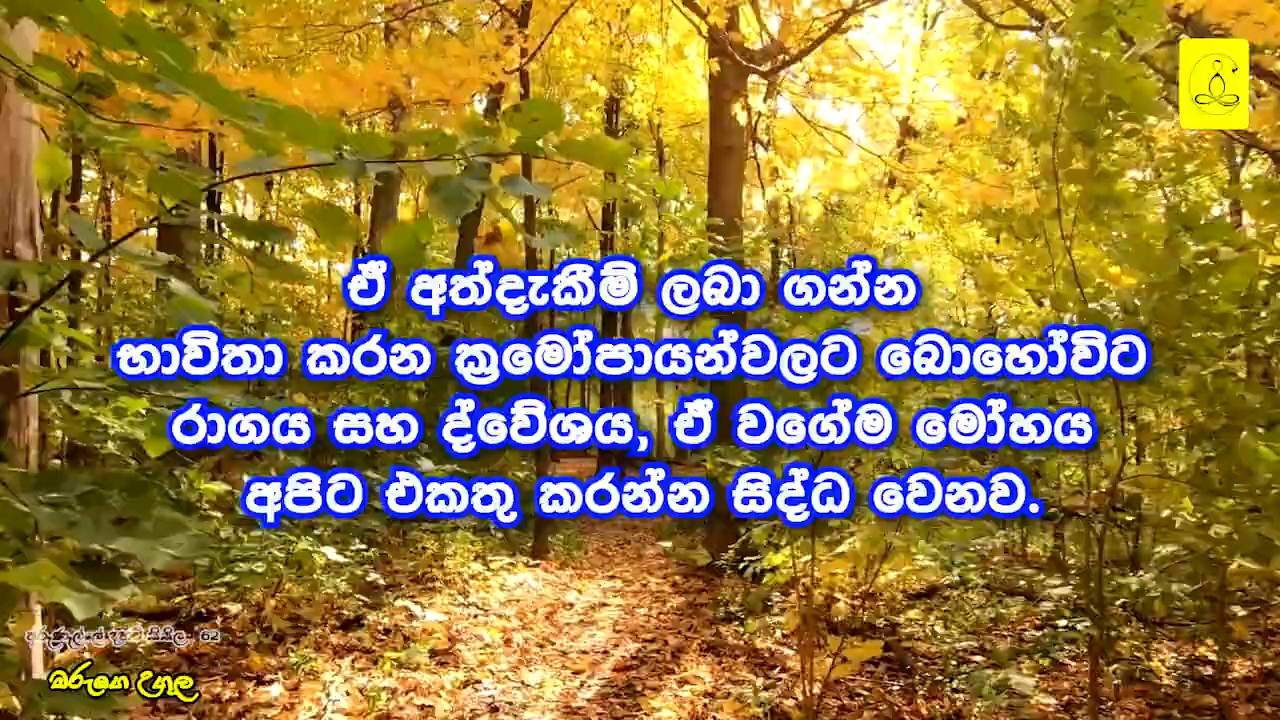 ඒ අත්දැකීම් ලබා ගන්න
භාවිතා කරන ක්‍රමෝපායන්වලට බොහෝවිට
රාගය සහ ද්වේශය, ඒ වගේම මෝහය
අපිට එකතු කරන්න සිද්ධ වෙනව.